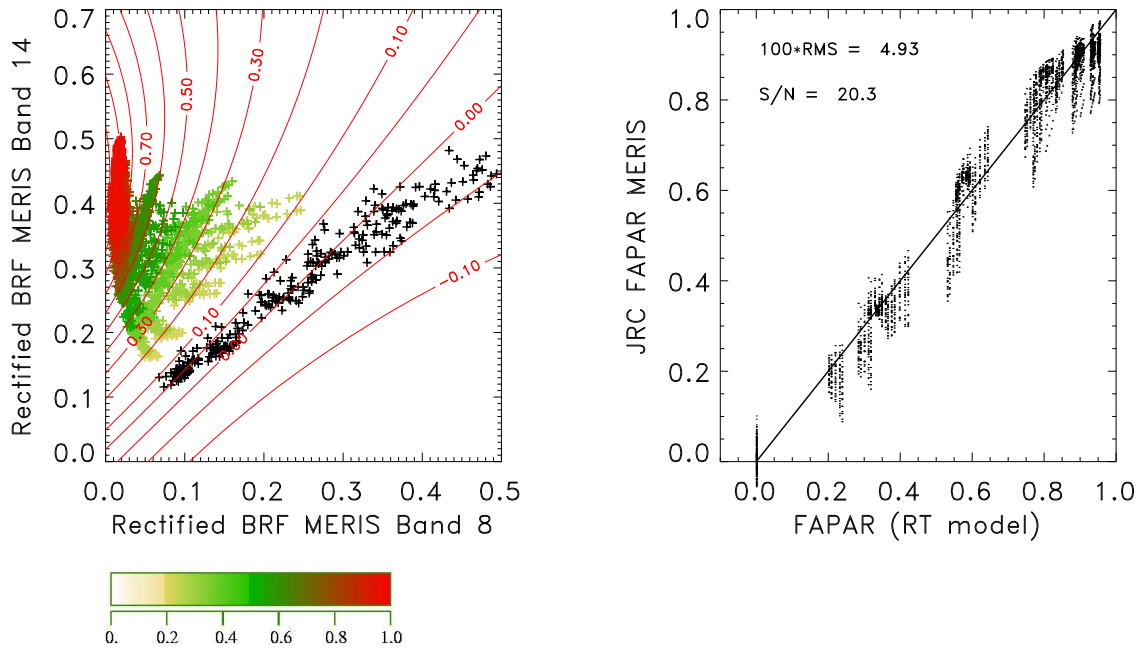 0.7
0.6
0.5
0.4
0.3
0.2
0.1
0.0
Rectified BRF MERIS Band 14
0.10
0.30
0.50
0.70
0.00
-0.10
0.10
0.30
0.00
0.0 0.1 0.2 0.3 0.4 0.5
Rectified BRF MERIS Band 8
0. 0.2 0.4 0.6 0.8 1.0
1.0
0.8
0.6
0.4
0.2
0.0
JRC FAPAR MERIS
100*RMS = 4.93
S/N = 20.3
0.0 0.2 0.4 0.6 0.8 1.0
FAPAR (RT model)